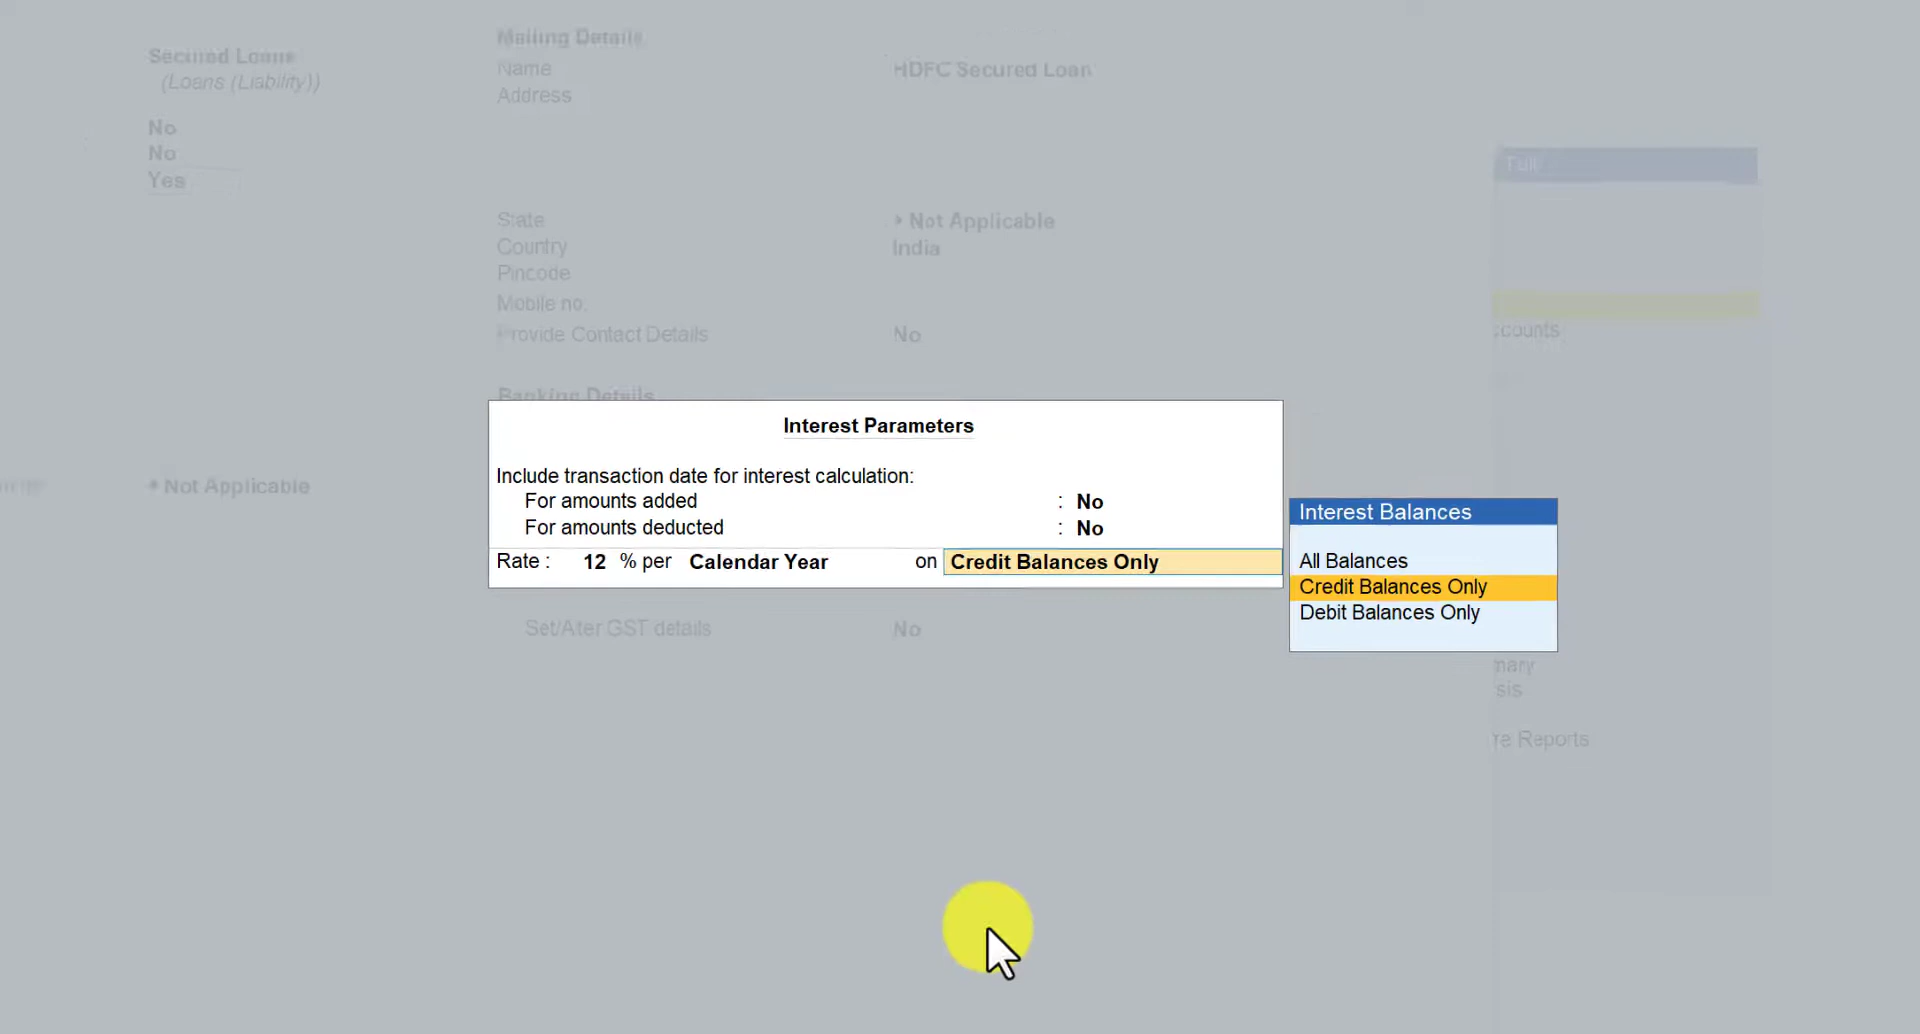 Mailing Details
Secured Loans
(Loans (Liability))
Name HDFC Secured Loan
Address
No
No
Yes
State Not Applicable
Country India
Pincode
Mobile no.
Provide Contact Details No
Banking Details
Interest Parameters
Include transaction date for interest calculation:
For amounts added : No
For amounts deducted : No
Rate : 12 % per Calendar Year on Credit Balances Only
Not Applicable
Interest Balances
All Balances
Credit Balances Only
Debit Balances Only
Set/Alter GST details No
Reports